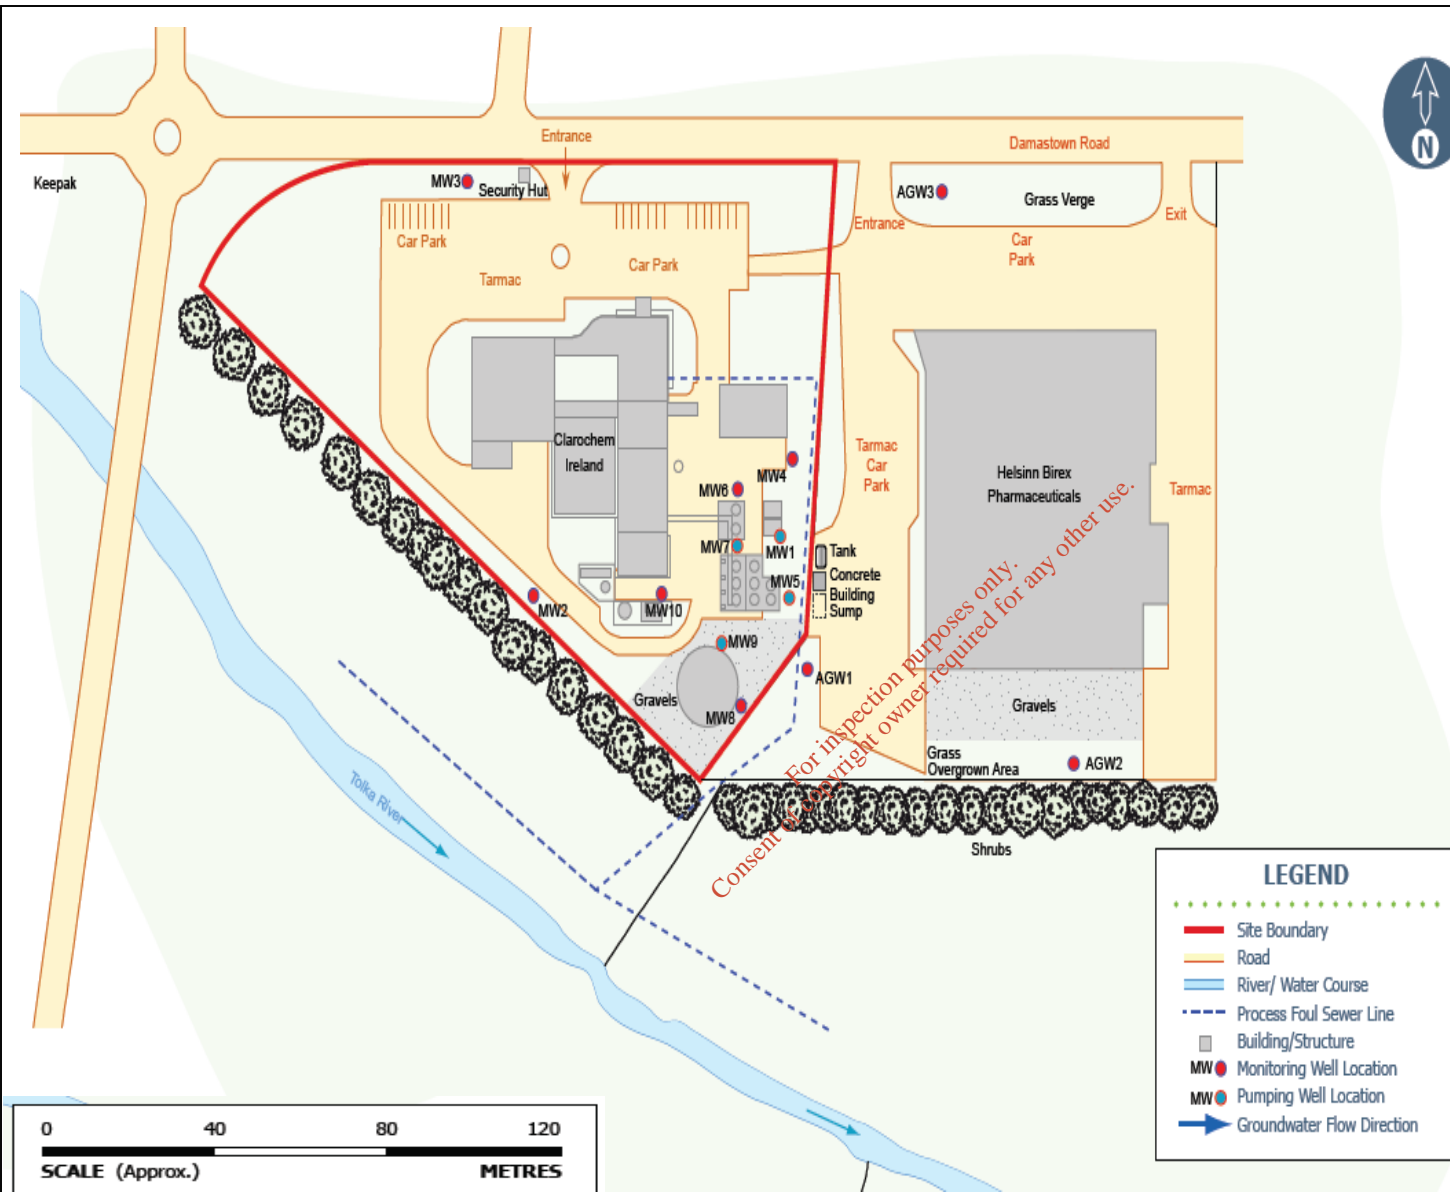 Entrance
Damastown Road
N
Keepak
MW3
Security Hut
AGW3
Grass Verge
Exit
Entrance
Car Park
Car
Park
Car Park
Tarmac
Clarochem
Ireland
MW4
Tarmac
Car
Park
Helsinn Birex
Pharmaceuticals
Tarmac
MW6
MW7
MW1
Tank
Concrete
Building
Sump
MW5
MW2
MW10
MW9
AGW1
Gravels
MW8
Gravels
Grass
Overgrown Area
AGW2
Tolka River
Shrubs
For inspection purposes only.
Consent of copyright owner required for any other use.
LEGEND
Site Boundary
Road
River/ Water Course
Process Foul Sewer Line
Building/Structure
MW Monitoring Well Location
MW Pumping Well Location
Groundwater Flow Direction
0 40 80 120
SCALE (Approx.) METRES